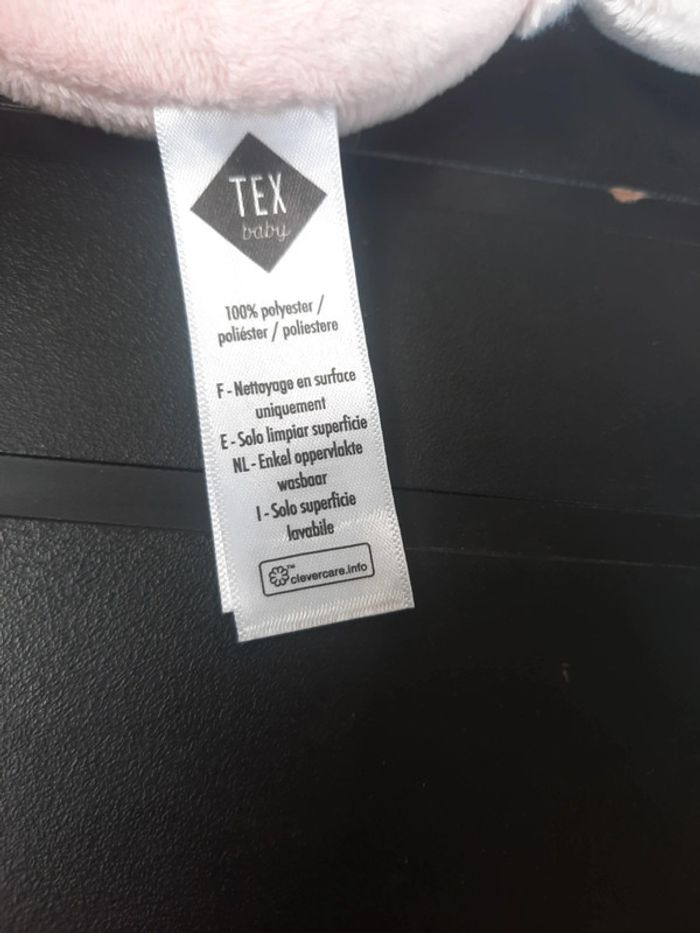 TEX
baby
100% polyester /
poliéster / poliestere
F - Nettoyage en surface
uniquement
E - Solo limpiar superficie
NL - Enkel oppervlakte
wasbaar
I - Solo superficie
lavabile
™
clevercare.info